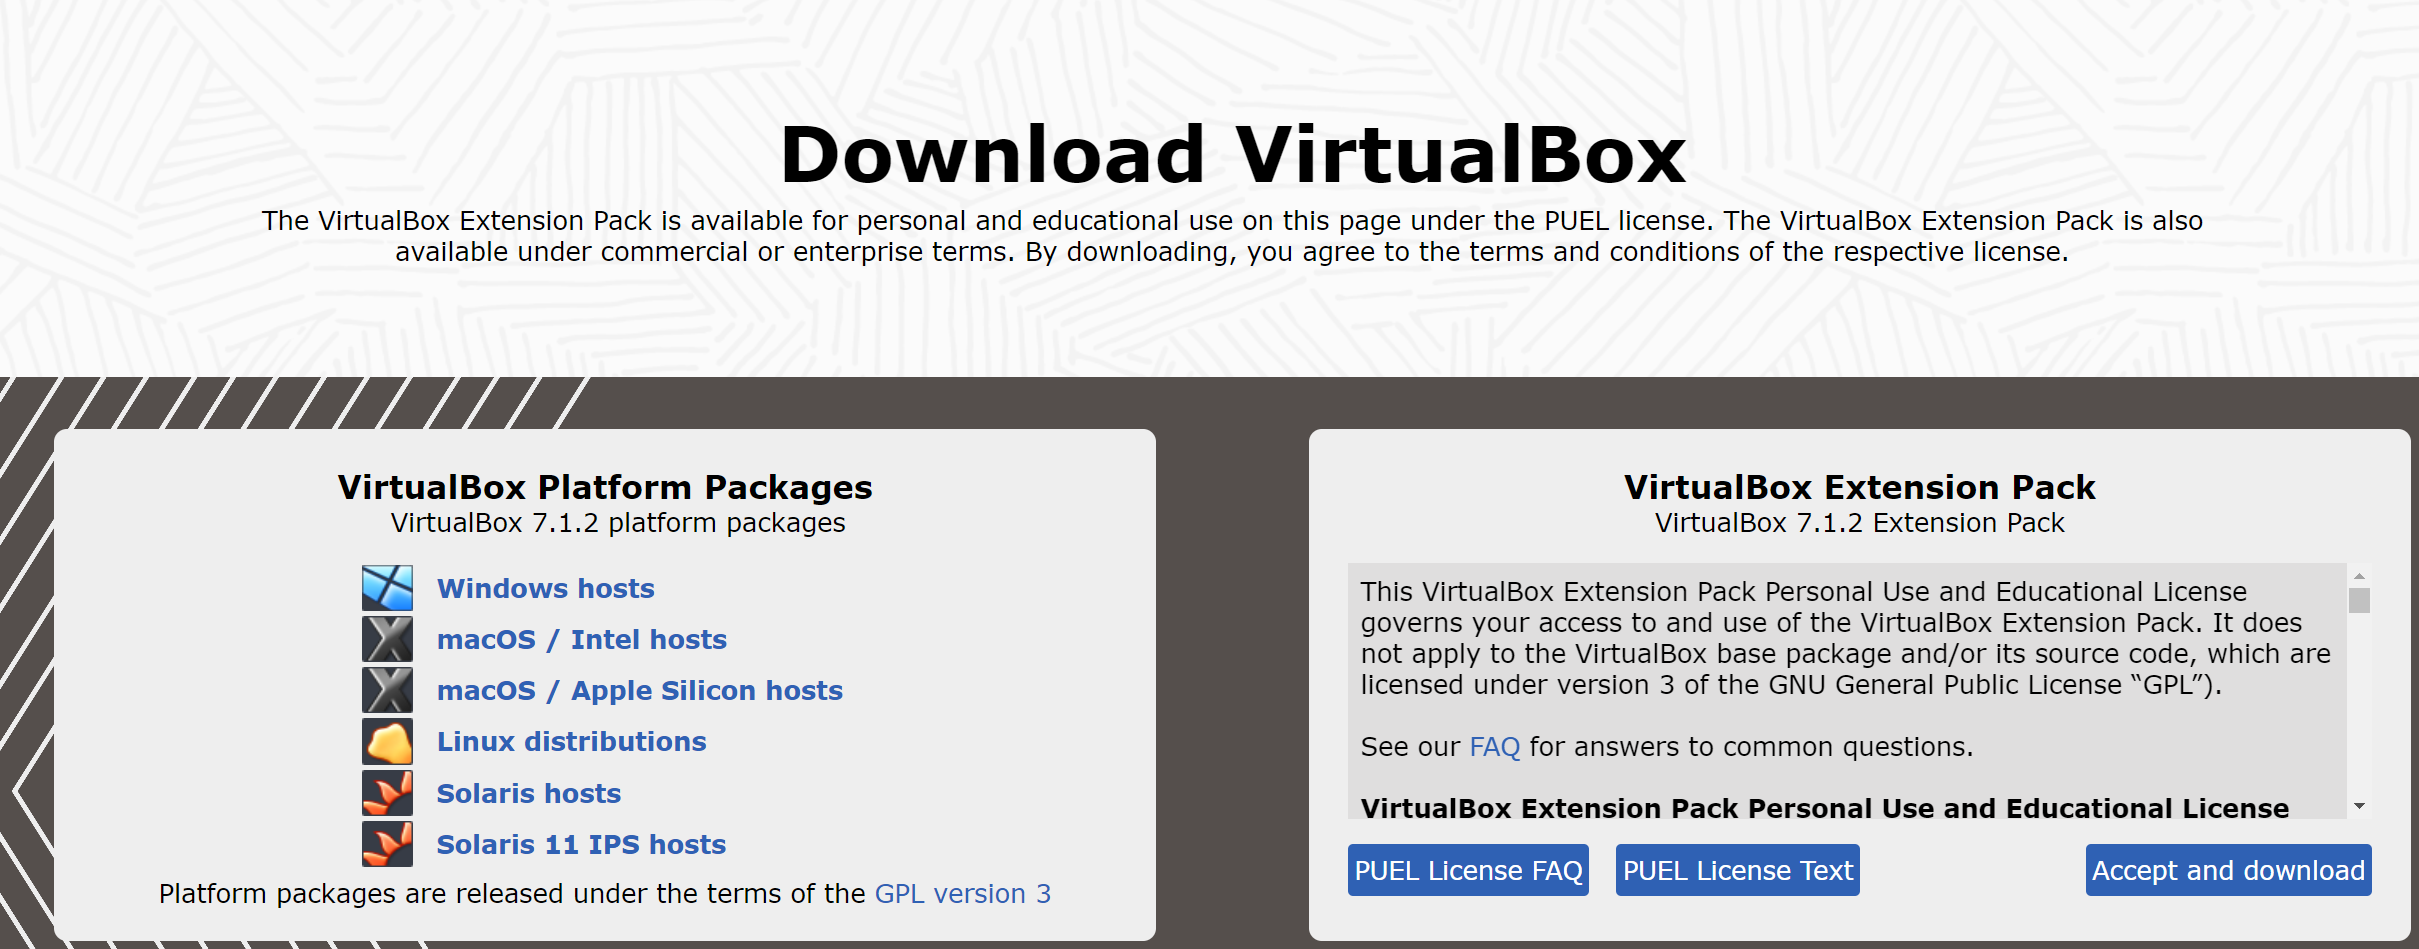 Download VirtualBox
The VirtualBox Extension Pack is available for personal and educational use on this page under the PUEL license. The VirtualBox Extension Pack is also
available under commercial or enterprise terms. By downloading, you agree to the terms and conditions of the respective license.
VirtualBox Platform Packages
VirtualBox 7.1.2 platform packages
Windows hosts
macOS / Intel hosts
macOS / Apple Silicon hosts
Linux distributions
Solaris hosts
Solaris 11 IPS hosts
Platform packages are released under the terms of the GPL version 3
VirtualBox Extension Pack
VirtualBox 7.1.2 Extension Pack
This VirtualBox Extension Pack Personal Use and Educational License
governs your access to and use of the VirtualBox Extension Pack. It does
not apply to the VirtualBox base package and/or its source code, which are
licensed under version 3 of the GNU General Public License “GPL”).
See our FAQ for answers to common questions.
VirtualBox Extension Pack Personal Use and Educational License
PUEL License FAQ
PUEL License Text
Accept and download